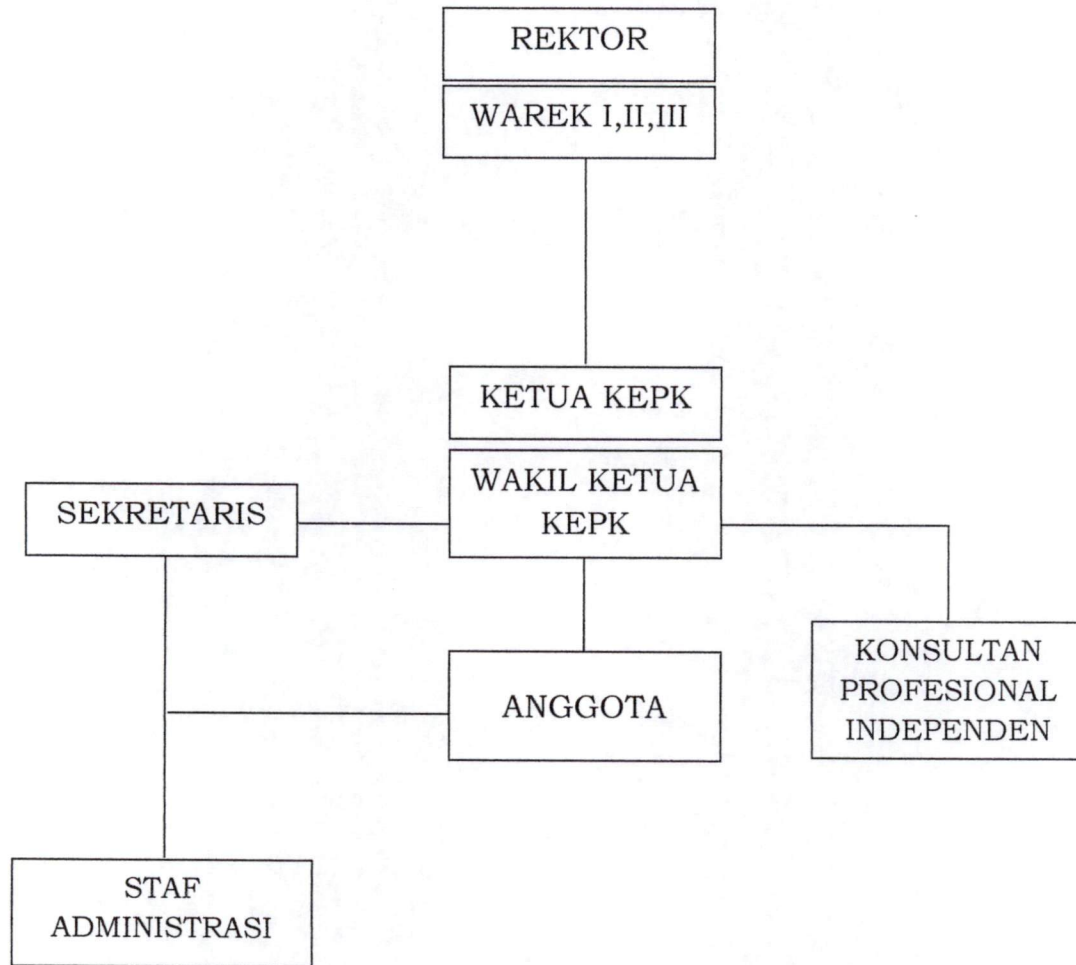 REKTOR
WAREK I,II,III
KETUA KEPK
WAKIL KETUA
KEPK
SEKRETARIS
KONSULTAN
PROFESIONAL
INDEPENDEN
ANGGOTA
STAF
ADMINISTRASI